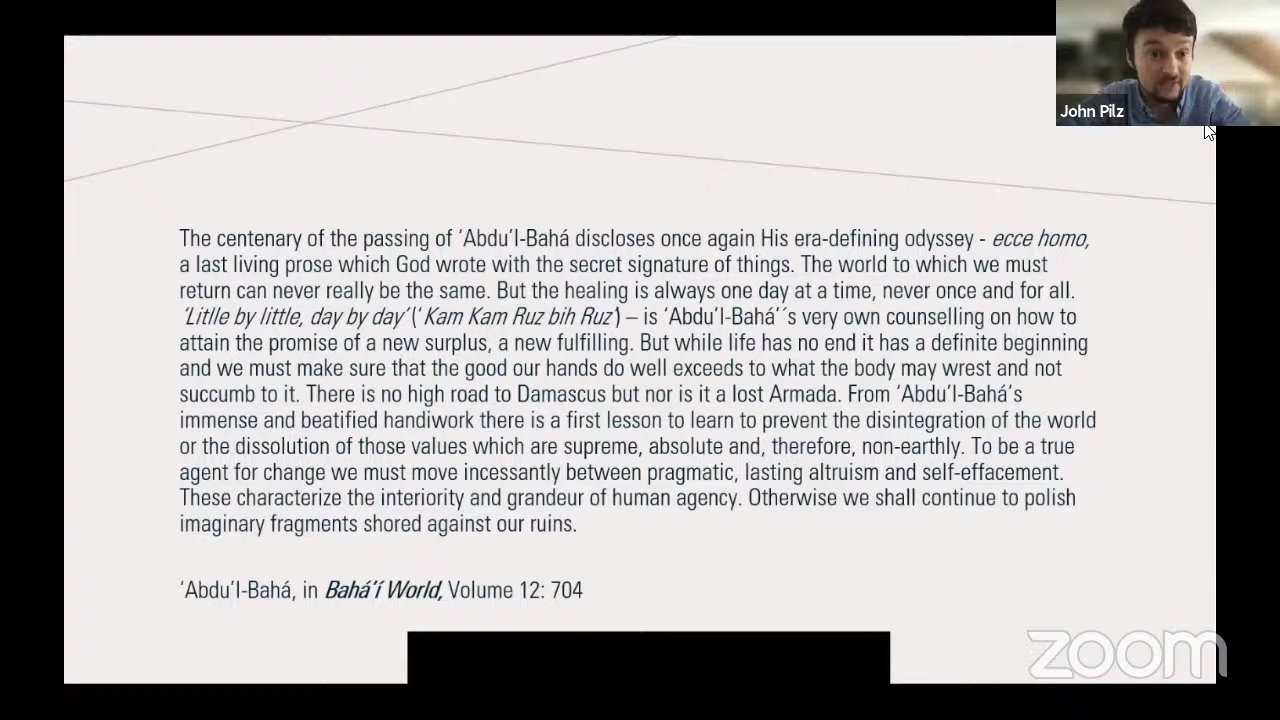 John Pilz
The centenary of the passing of ‘Abdu’l-Bahá discloses once again His era-defining odyssey - ecce homo,
a last living prose which God wrote with the secret signature of things. The world to which we must
return can never really be the same. But the healing is always one day at a time, never once and for all.
‘Litlle by little, day by day´(‘Kam Kam Ruz bih Ruz’) – is ‘Abdu’l-Bahá’´s very own counselling on how to
attain the promise of a new surplus, a new fulfilling. But while life has no end it has a definite beginning
and we must make sure that the good our hands do well exceeds to what the body may wrest and not
succumb to it. There is no high road to Damascus but nor is it a lost Armada. From ‘Abdu’l-Bahá’s
immense and beatified handiwork there is a first lesson to learn to prevent the disintegration of the world
or the dissolution of those values which are supreme, absolute and, therefore, non-earthly. To be a true
agent for change we must move incessantly between pragmatic, lasting altruism and self-effacement.
These characterize the interiority and grandeur of human agency. Otherwise we shall continue to polish
imaginary fragments shored against our ruins.
‘Abdu’l-Bahá, in Bahá’í World, Volume 12: 704
zoom